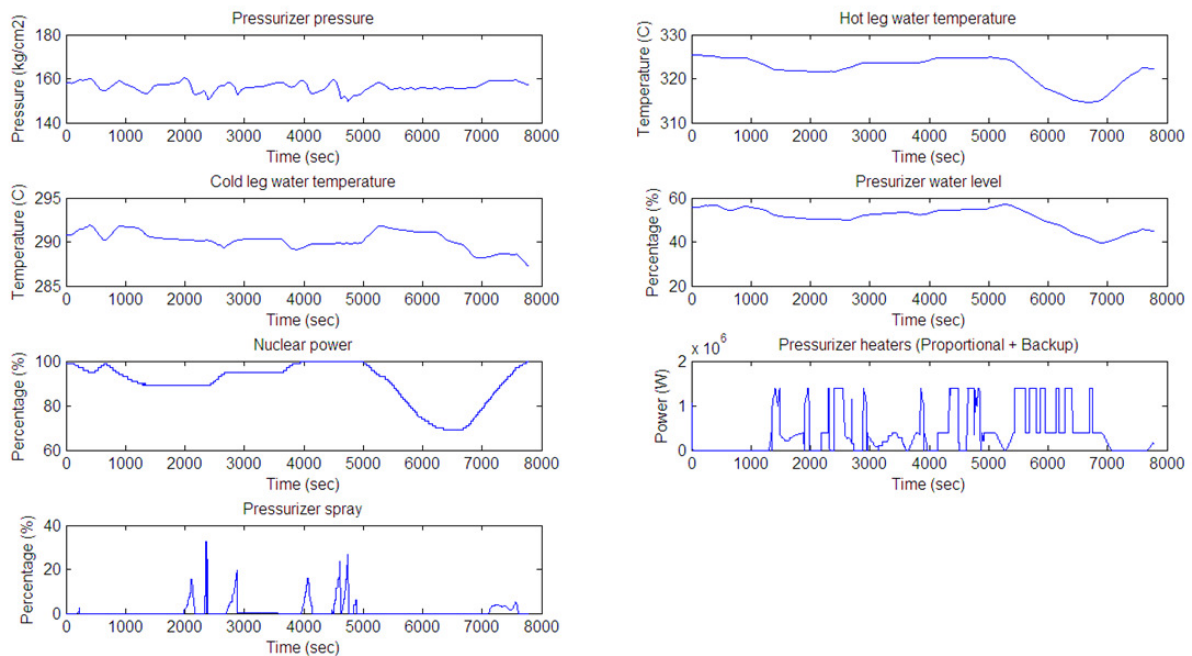 Pressurizer pressure
180
160
140
Pressure (kg/cm2)
0 1000 2000 3000 4000 5000 6000 7000 8000
Time (sec)
Hot leg water temperature
330
320
310
Temperature (C)
0 1000 2000 3000 4000 5000 6000 7000 8000
Time (sec)
Cold leg water temperature
295
290
285
Temperature (C)
0 1000 2000 3000 4000 5000 6000 7000 8000
Time (sec)
Presurizer water level
60
40
20
Percentage (%)
0 1000 2000 3000 4000 5000 6000 7000 8000
Time (sec)
Nuclear power
100
80
60
Percentage (%)
0 1000 2000 3000 4000 5000 6000 7000 8000
Time (sec)
x 10^6
Pressurizer heaters (Proportional + Backup)
2
1
0
Power (W)
0 1000 2000 3000 4000 5000 6000 7000 8000
Time (sec)
Pressurizer spray
40
20
0
Percentage (%)
0 1000 2000 3000 4000 5000 6000 7000 8000
Time (sec)